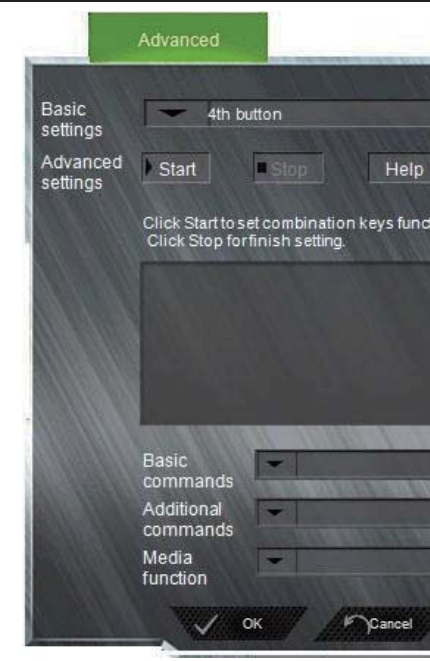 Advanced
Basic
settings
4th button
Advanced
settings
Start
Stop
Help
Click Start to set combination keys funct
Click Stop for finish setting.
Basic
commands
Additional
commands
Media
function
OK
Cancel